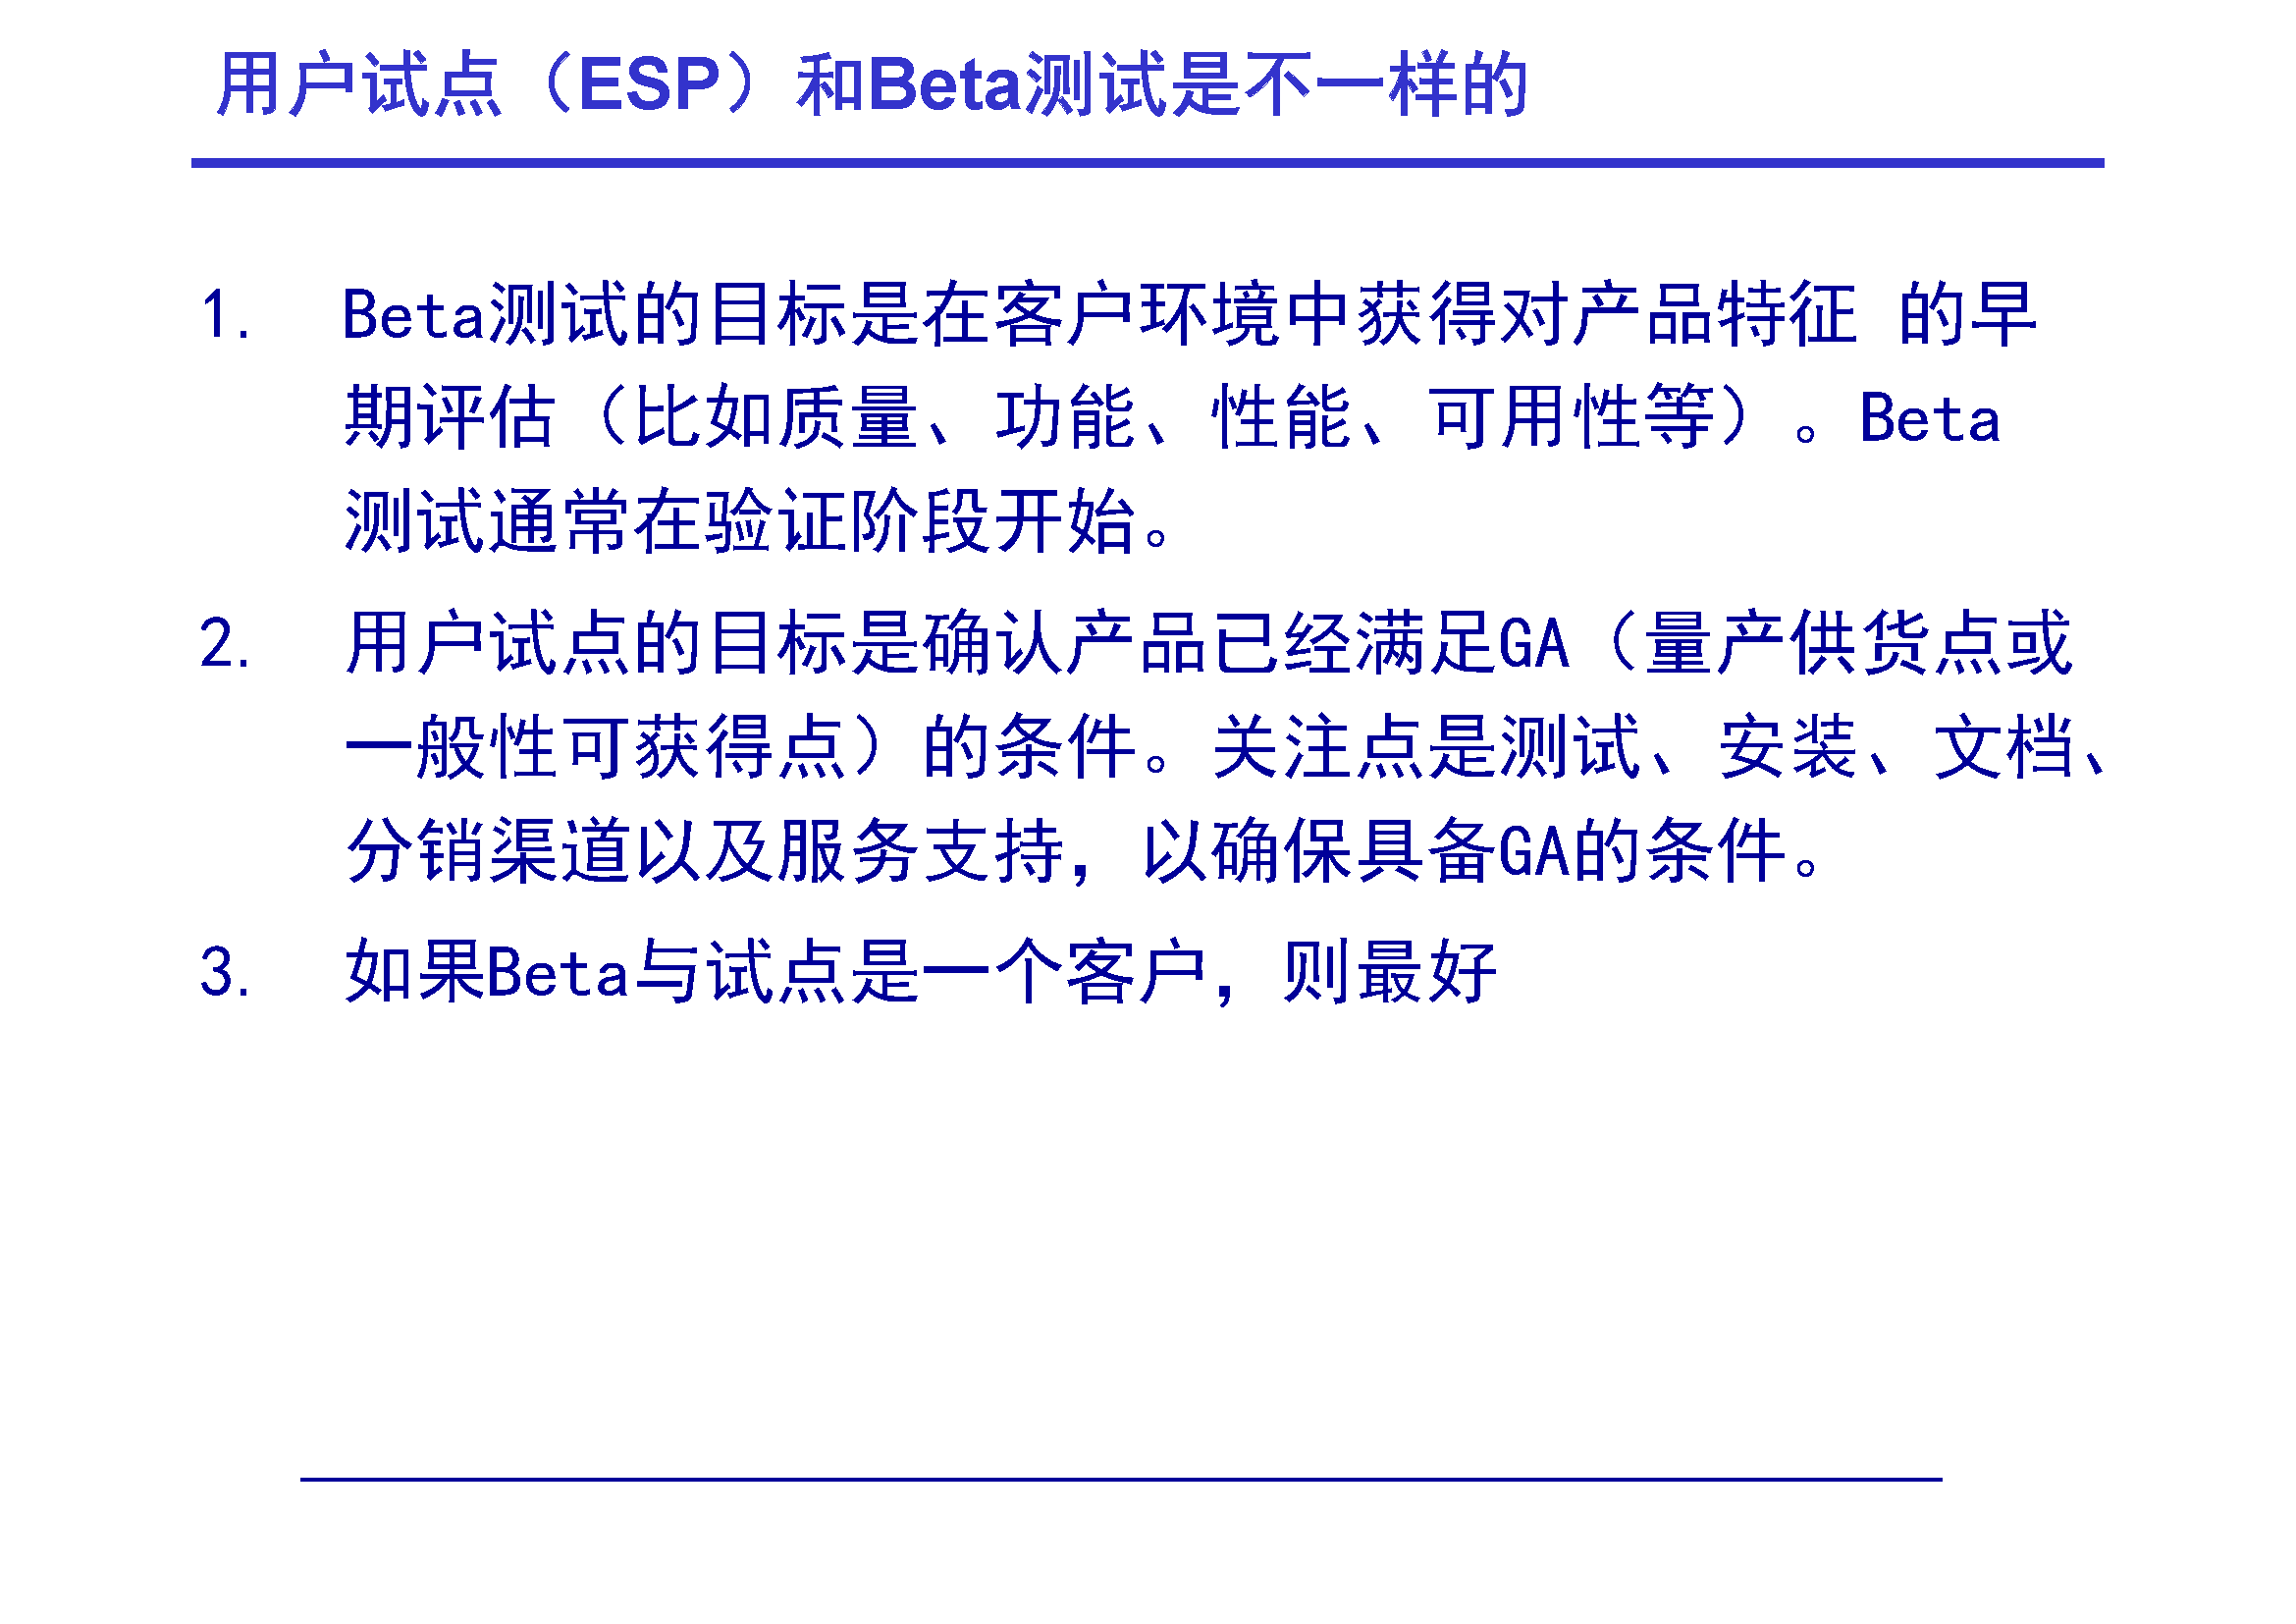 用户试点（ESP）和Beta测试是不一样的
1. Beta测试的目标是在客户环境中获得对产品特征 的早
期评估（比如质量、功能、性能、可用性等）。Beta
测试通常在验证阶段开始。
2. 用户试点的目标是确认产品已经满足GA（量产供货点或
一般性可获得点）的条件。关注点是测试、安装、文档、
分销渠道以及服务支持，以确保具备GA的条件。
3. 如果Beta与试点是一个客户，则最好